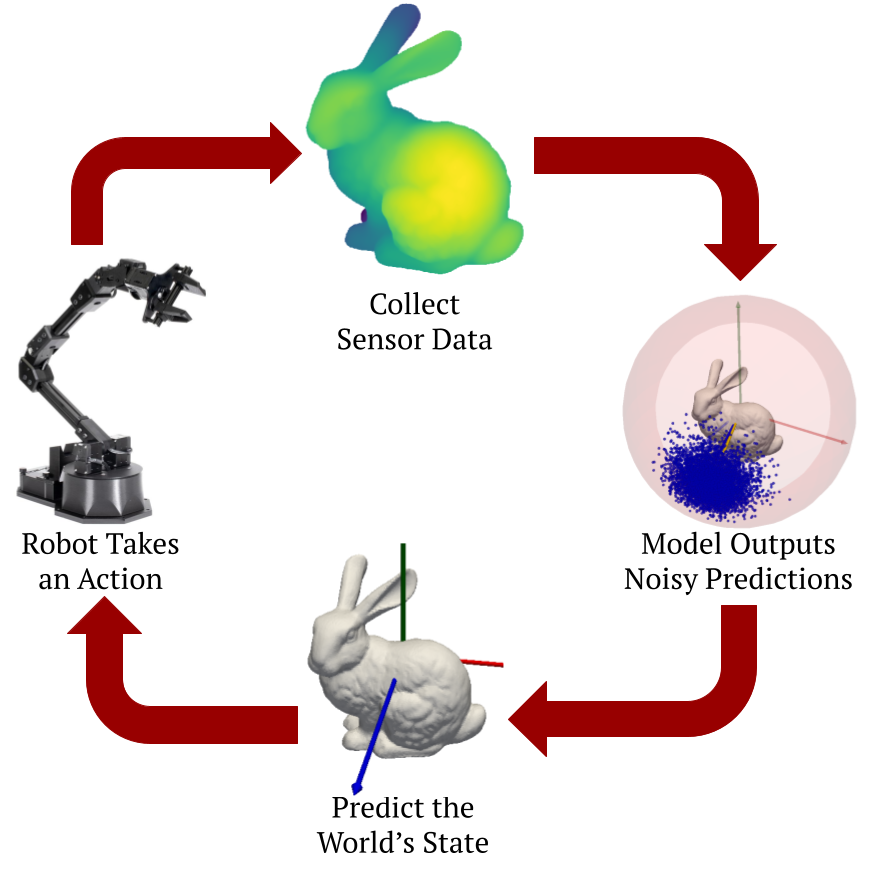 Collect
Sensor Data
Model Outputs
Noisy Predictions
Predict the
World’s State
Robot Takes
an Action